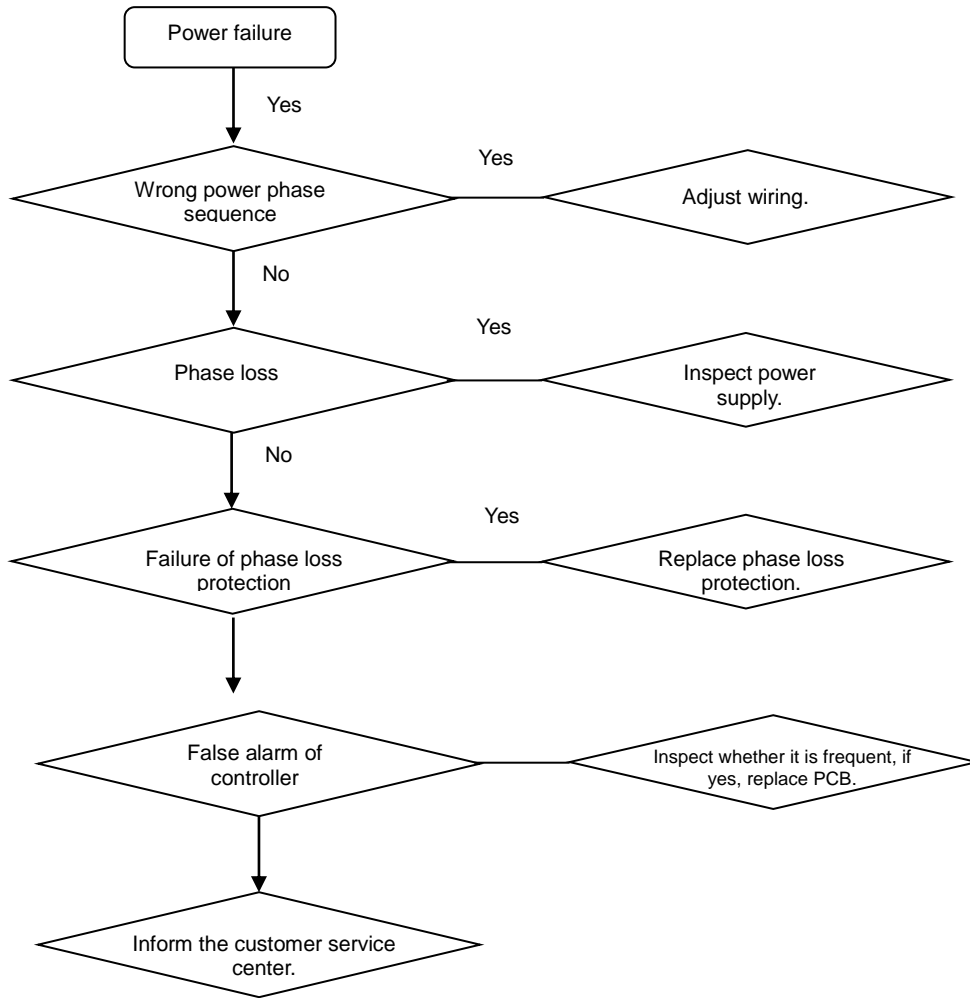 Power failure
Yes
Yes
Wrong power phase
sequence
Adjust wiring.
No
Yes
Phase loss
Inspect power
supply.
No
Yes
Failure of phase loss
protection
Replace phase loss
protection.
False alarm of
controller
Inspect whether it is frequent, if
yes, replace PCB.
Inform the customer service
center.